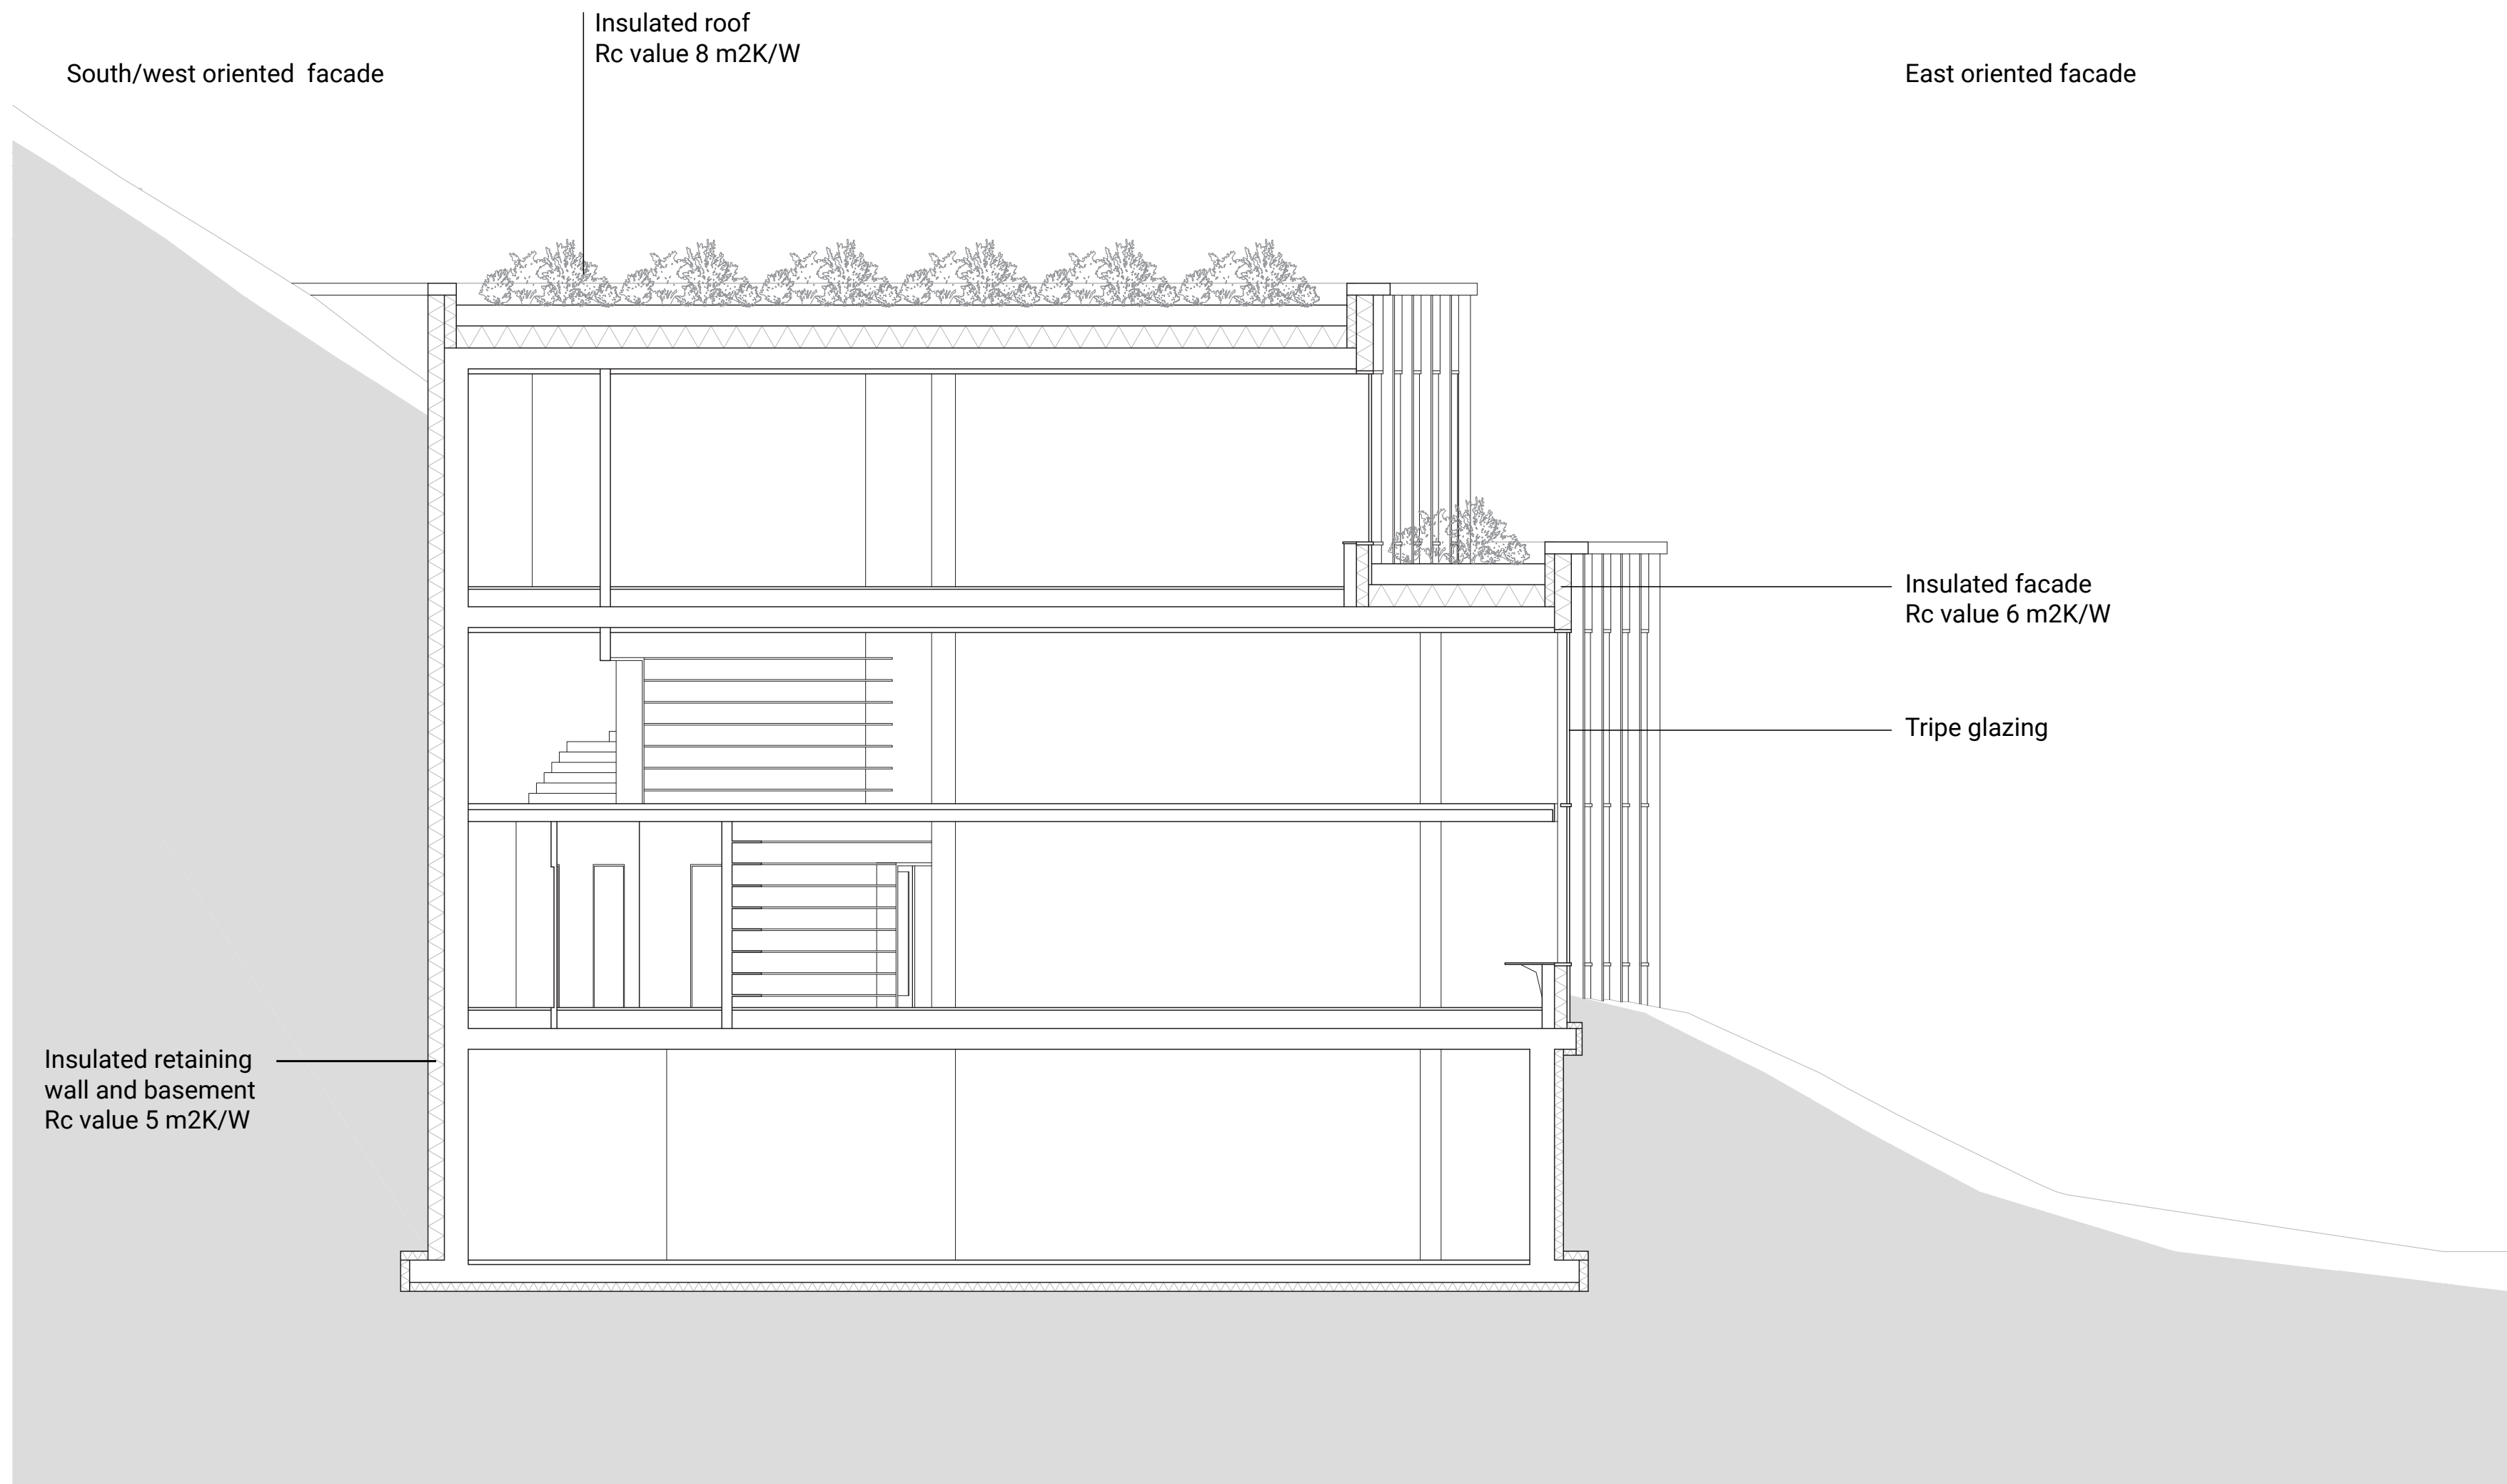 Insulated roof
Rc value 8 m2K/W
South/west oriented facade
East oriented facade
Insulated facade
Rc value 6 m2K/W
Tripe glazing
Insulated retaining
wall and basement
Rc value 5 m2K/W